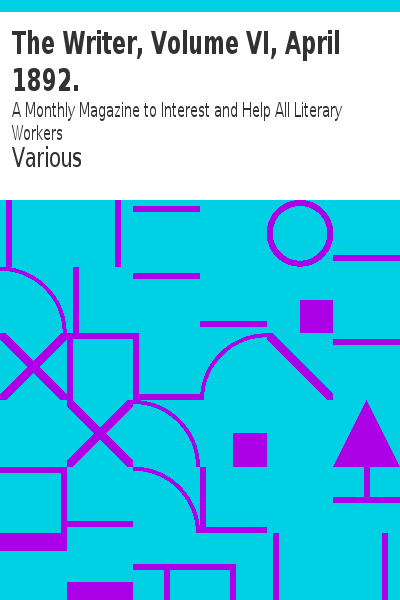 The Writer, Volume VI, April
1892.
A Monthly Magazine to Interest and Help All Literary
Workers
Various